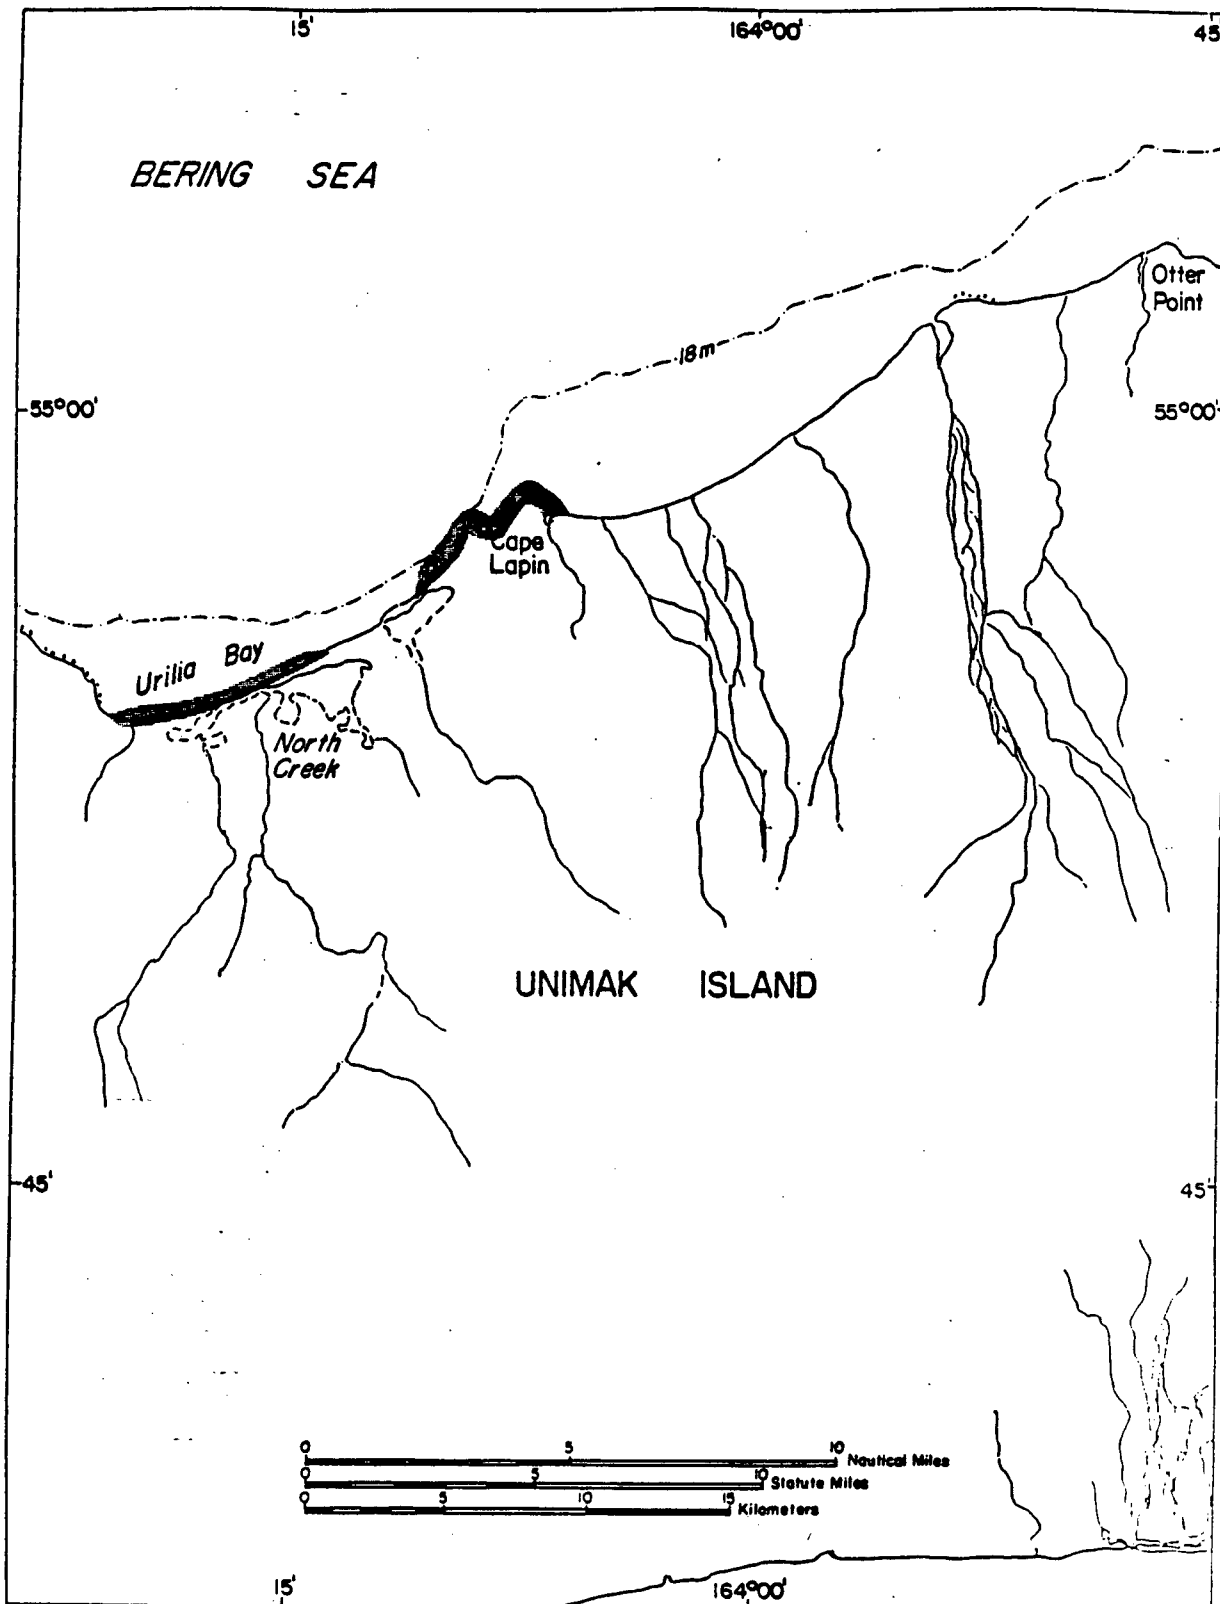 15' 164°00' 45'
BERING SEA
Otter
Point
18m
55°00' 55°00'
Cape
Lapin
Urilia Bay
North
Creek
UNIMAK ISLAND
45' 45'
0 5 10
Nautical Miles
0 5 10
Statute Miles
0 5 10 15
Kilometers
15' 164°00'